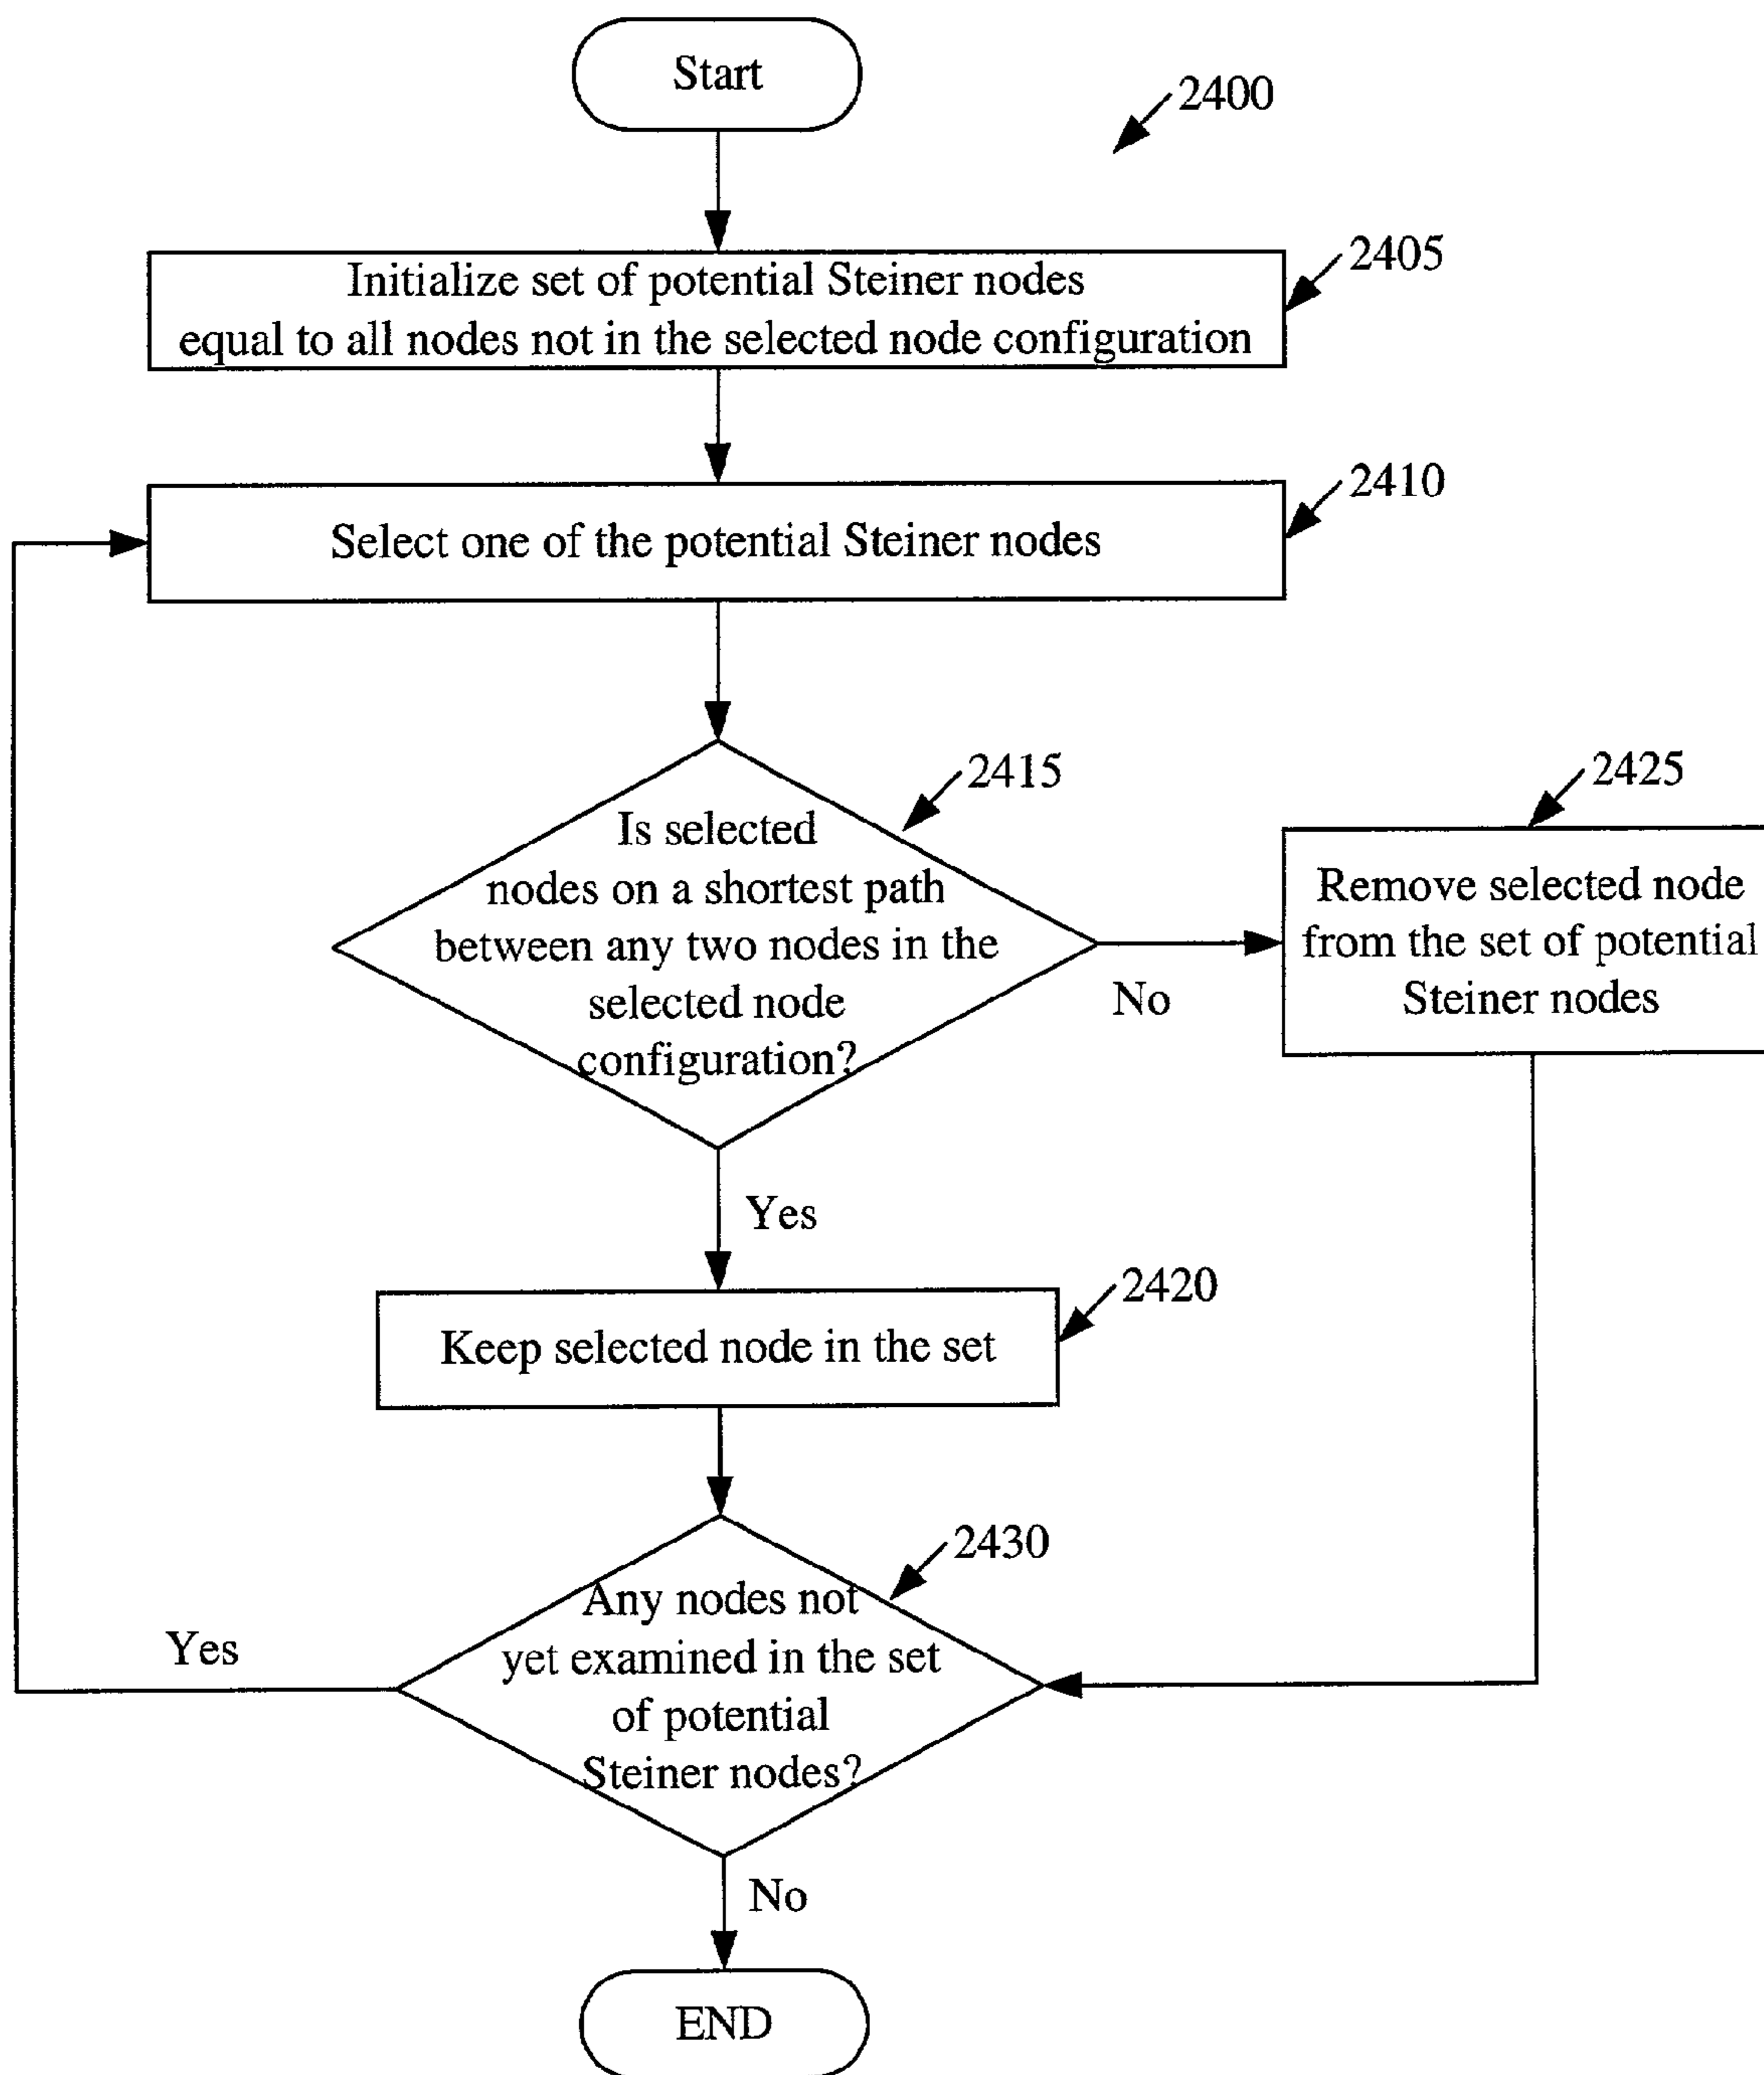 Start
2400
Initialize set of potential Steiner nodes
equal to all nodes not in the selected node configuration
2405
Select one of the potential Steiner nodes
2410
Is selected
nodes on a shortest path
between any two nodes in the
selected node
configuration?
2415
No
2425
Remove selected node
from the set of potential
Steiner nodes
Yes
Keep selected node in the set
2420
Any nodes not
yet examined in the set
of potential
Steiner nodes?
2430
Yes
No
END